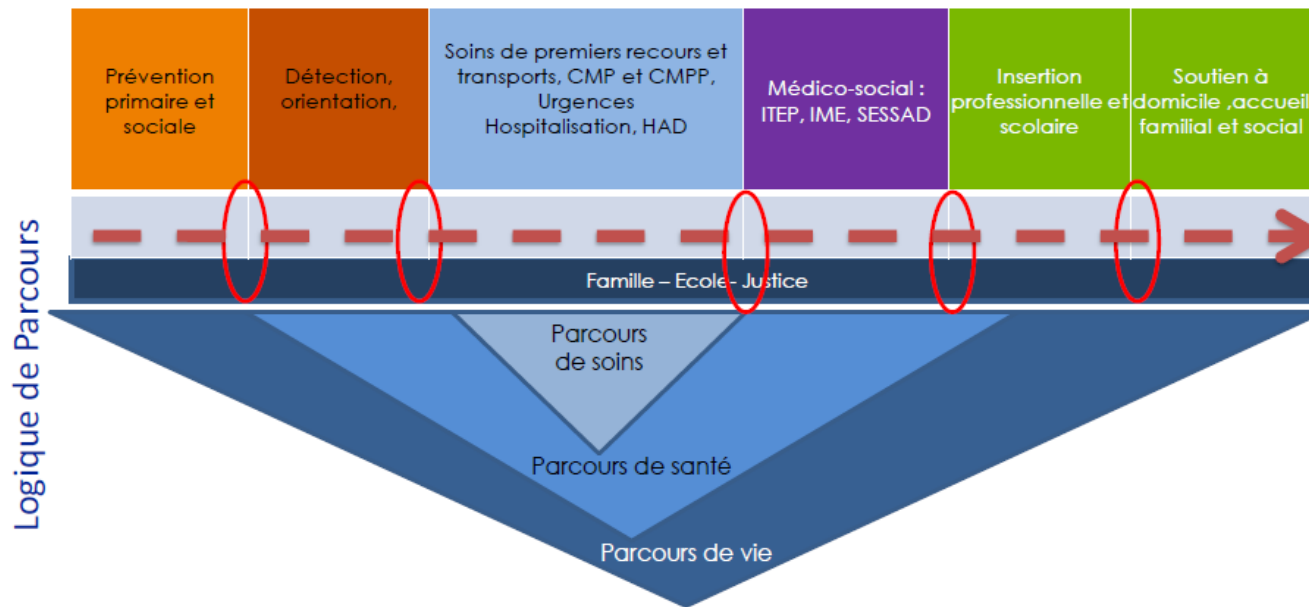 Prévention
primaire et
sociale
Détection,
orientation,
Soins de premiers recours et
transports, CMP et CMPP,
Urgences
Hospitalisation, HAD
Médico-social :
ITEP, IME, SESSAD
Insertion
professionnelle et
scolaire
Soutien à
domicile ,accueil
familial et social
Logique de Parcours
Famille – Ecole- Justice
Parcours
de soins
Parcours de santé
Parcours de vie